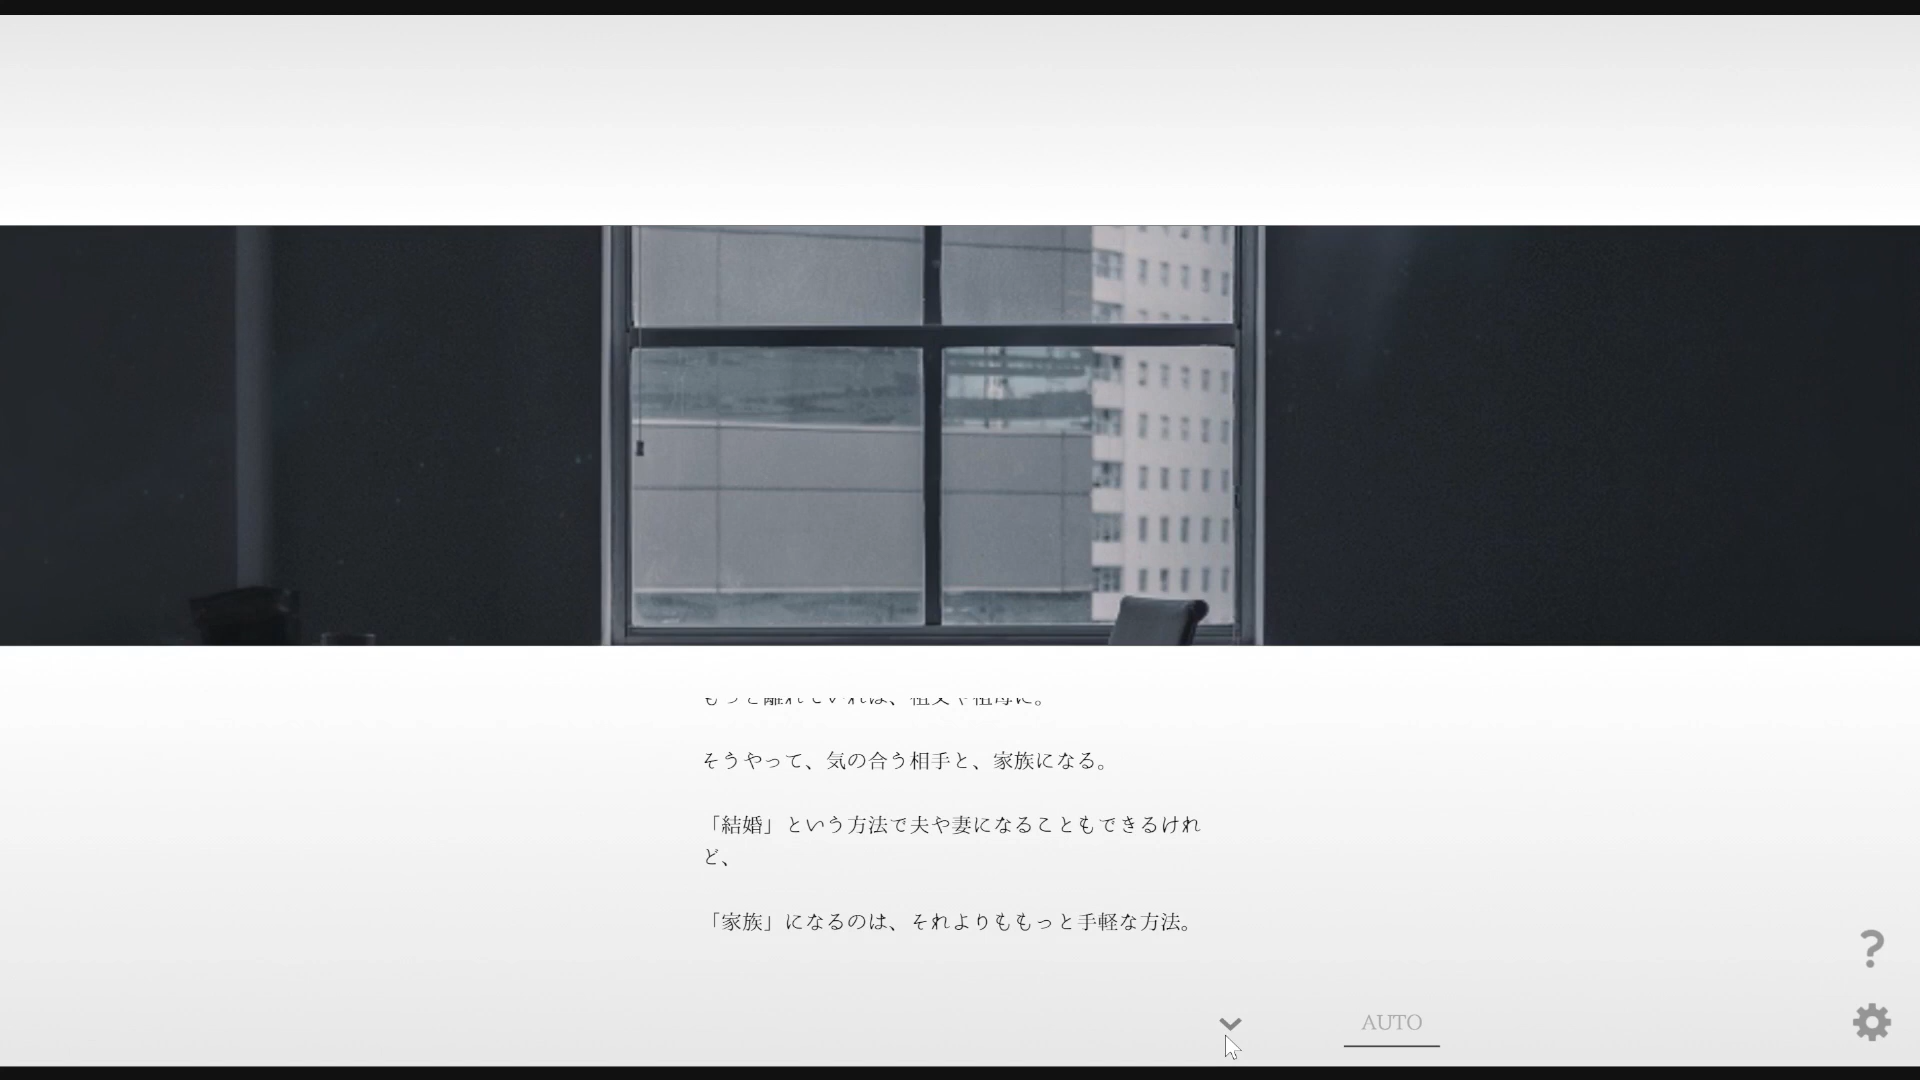 そうやって、気の合う相手と、家族になる。
「結婚」という方法で夫や妻になることもできるけれ
ど、
「家族」になるのは、それよりももっと手軽な方法。
AUTO